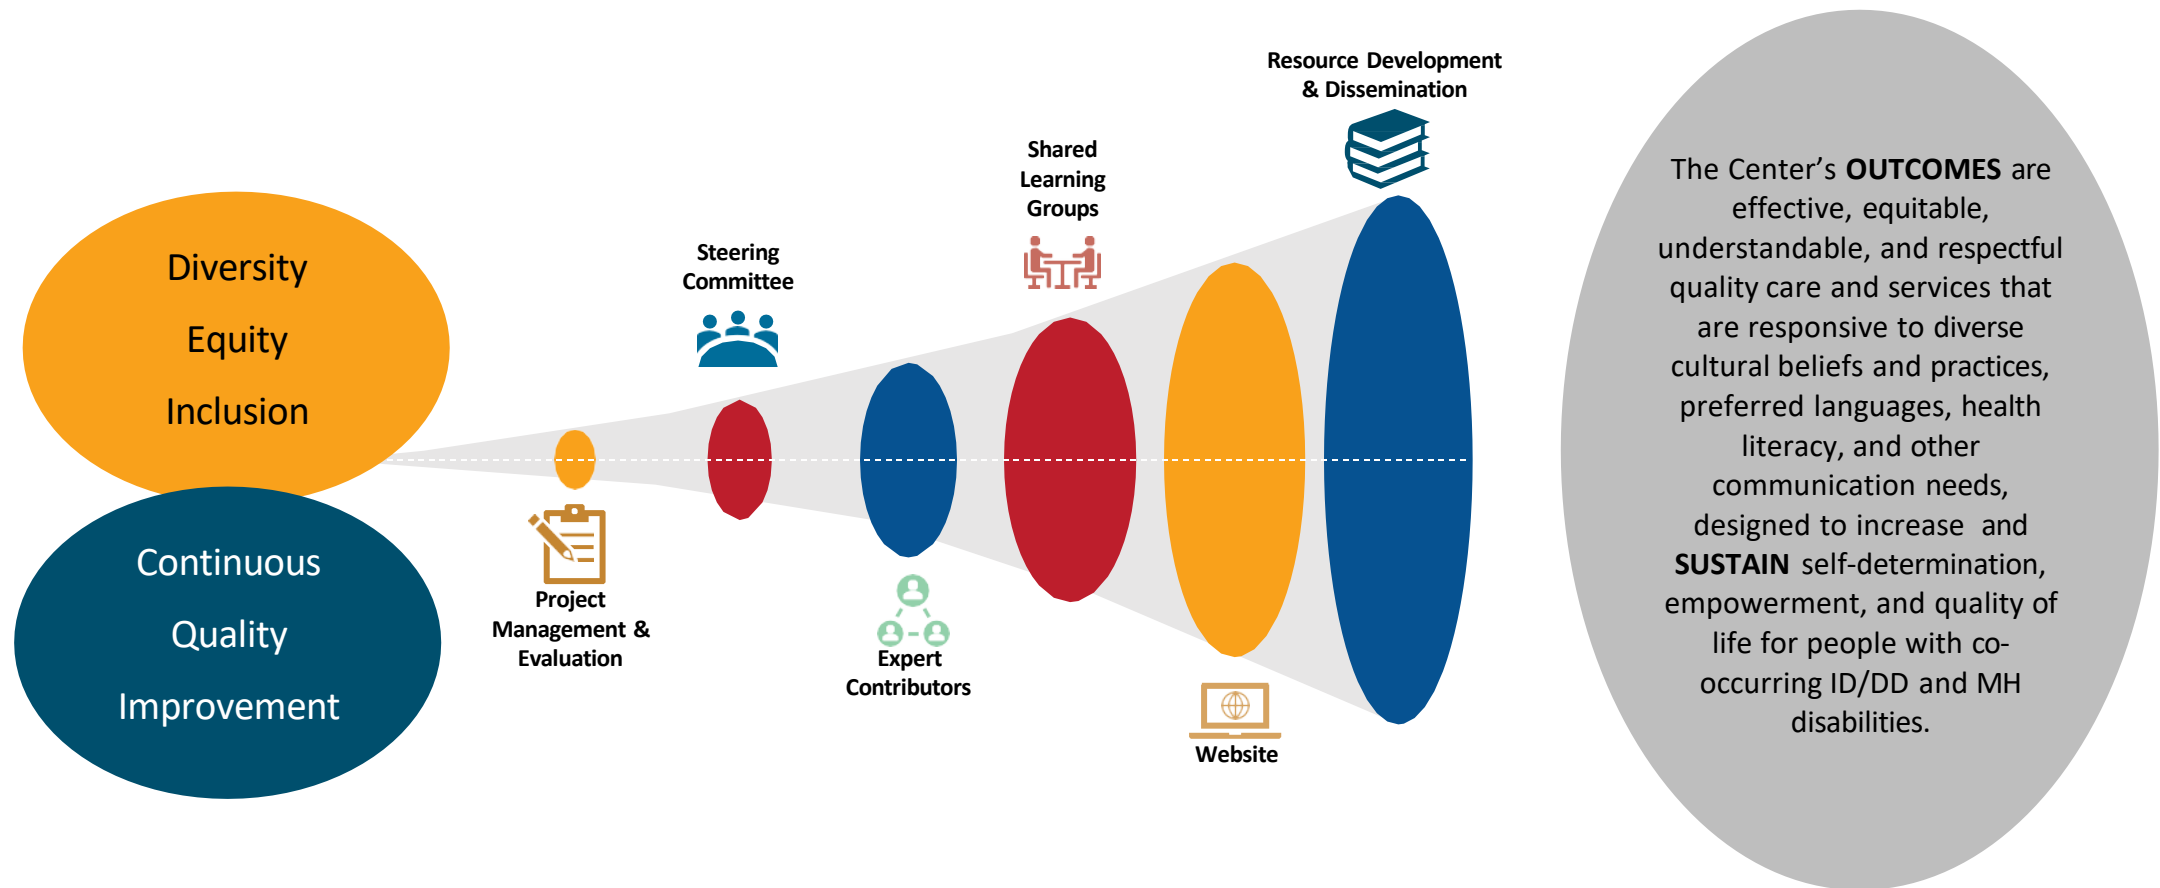 Diversity
Equity
Inclusion
Continuous
Quality
Improvement
Project
Management &
Evaluation
Steering
Committee
Expert
Contributors
Shared
Learning
Groups
Website
Resource Development
& Dissemination
The Center’s OUTCOMES are
effective, equitable,
understandable, and respectful
quality care and services that
are responsive to diverse
cultural beliefs and practices,
preferred languages, health
literacy, and other
communication needs,
designed to increase  and
SUSTAIN self-determination,
empowerment, and quality of
life for people with co-
occurring ID/DD and MH
disabilities.